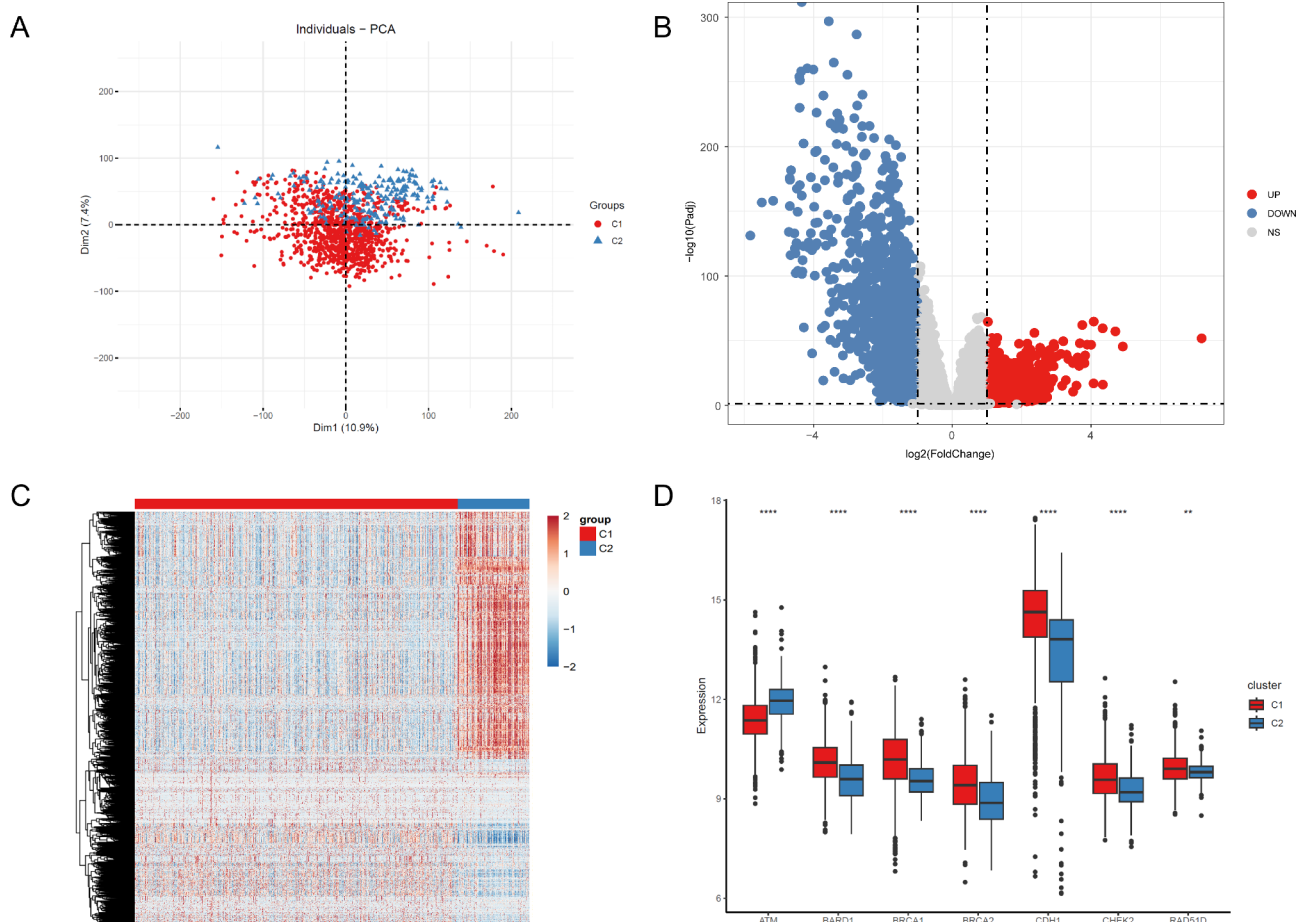 A
Individuals − PCA
200
100
0
−100
−200
Dim2 (7.4%)
−200
−100
0
100
200
Dim1 (10.9%)
Groups
C1
C2
B
300
200
100
0
−log10(Padj)
−4
0
4
log2(FoldChange)
UP
DOWN
NS
C
2
1
0
−1
−2
group
C1
C2
D
18
15
12
9
6
Expression
**** **** **** **** **** **** **
ATM BARD1 BRCA1 BRCA2 CDH1 CHEK2 RAD51D
cluster
C1
C2